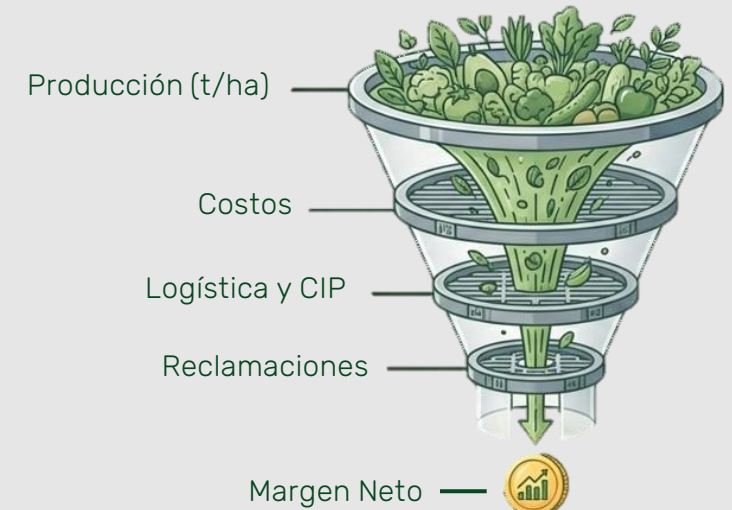 Producción (t/ha)
Costos
Logística y CIP
Reclamaciones
Margen Neto